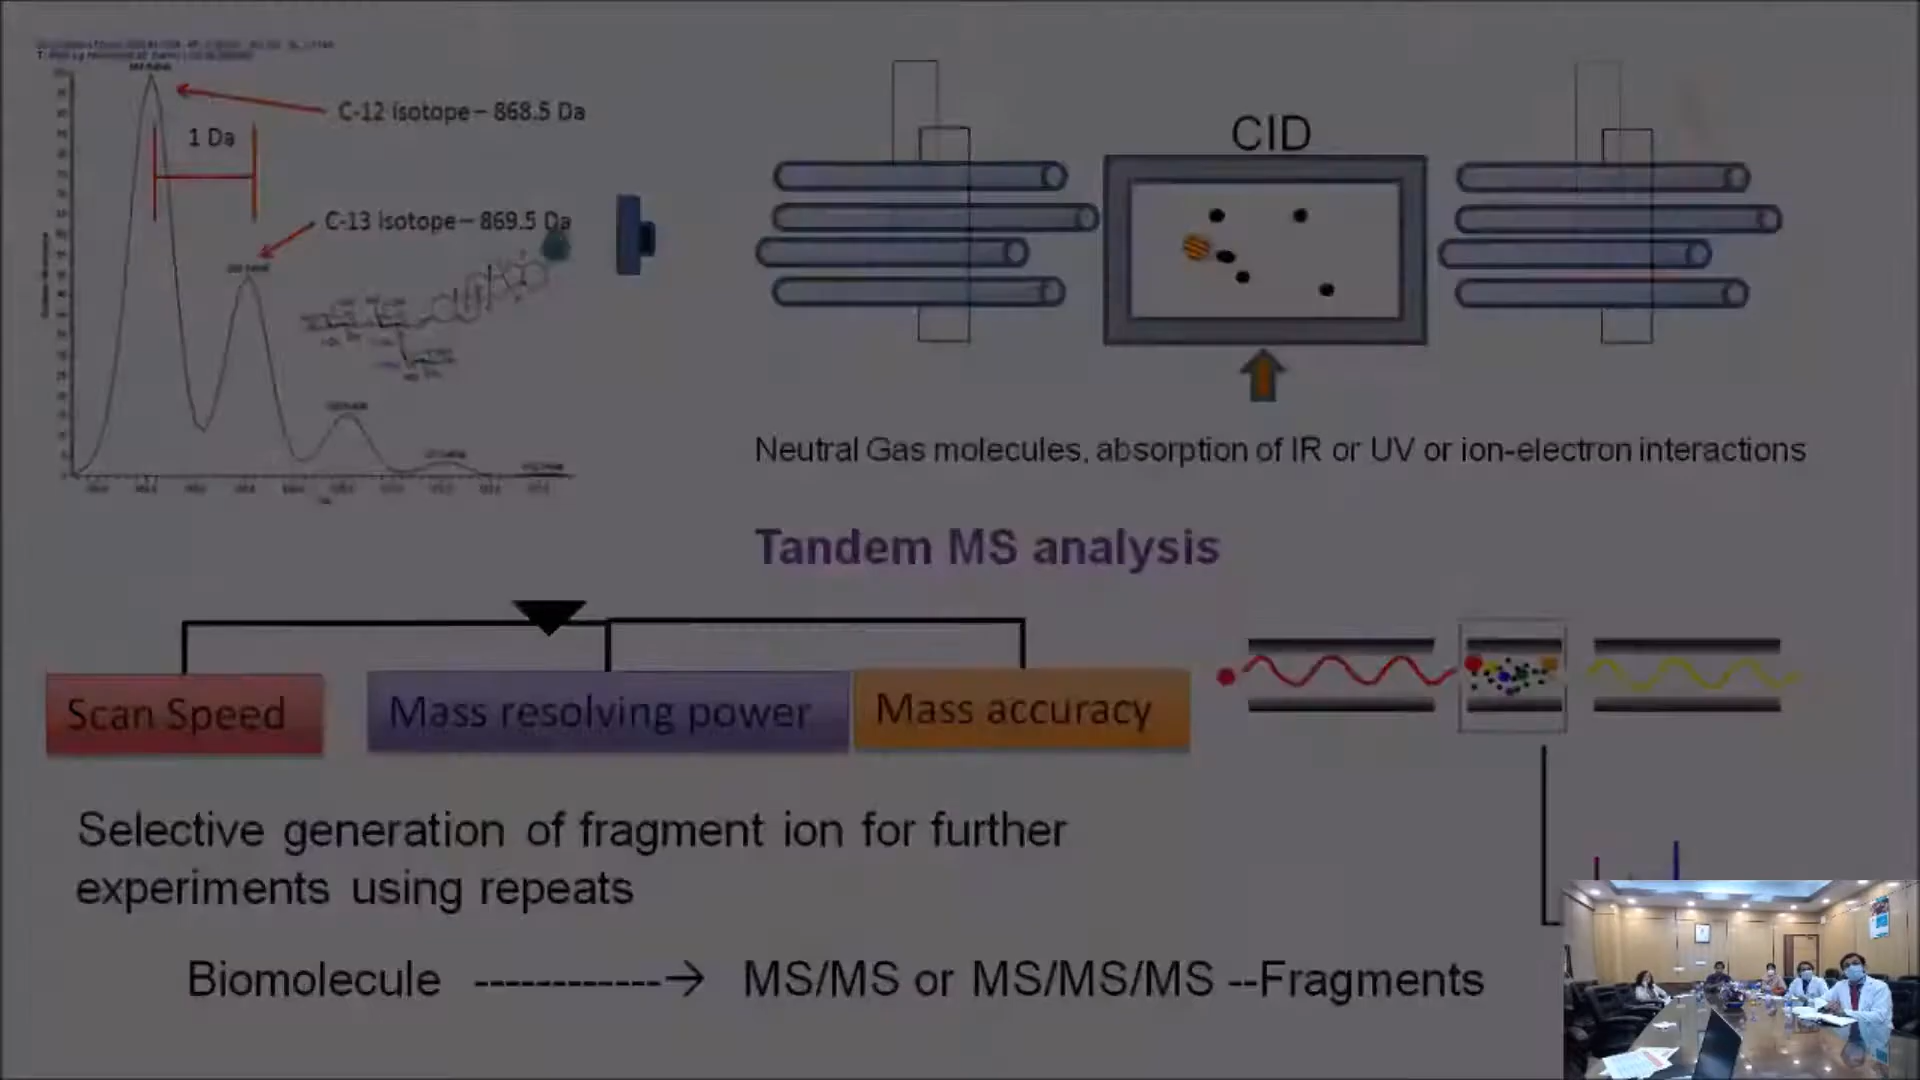 C-12 isotope – 868.5 Da
1 Da
C-13 isotope – 869.5 Da
CID
Neutral Gas molecules, absorption of IR or UV or ion-electron interactions
Tandem MS analysis
Scan Speed
Mass resolving power
Mass accuracy
Selective generation of fragment ion for further
experiments using repeats
Biomolecule ------------→ MS/MS or MS/MS/MS --Fragments